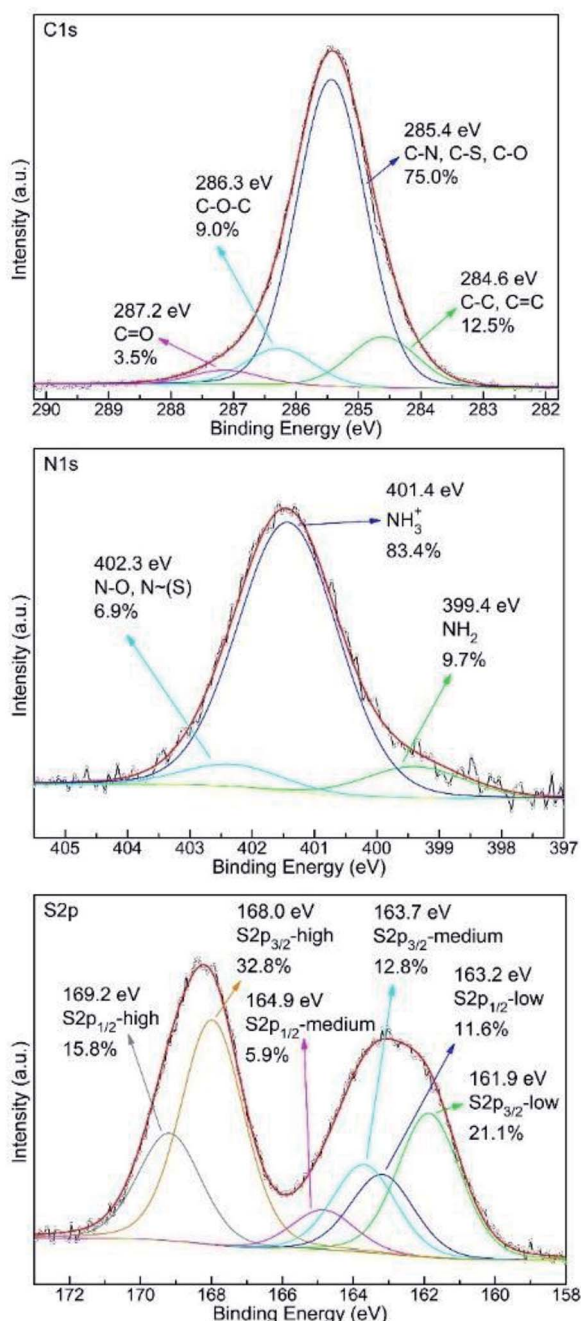 C1s
285.4 eV
C-N, C-S, C-O
75.0%
286.3 eV
C-O-C
9.0%
287.2 eV
C=O
3.5%
284.6 eV
C-C, C=C
12.5%
Intensity (a.u.)
290 289 288 287 286 285 284 283 282
Binding Energy (eV)
N1s
401.4 eV
NH₃⁺
83.4%
402.3 eV
N-O, N~(S)
6.9%
399.4 eV
NH₂
9.7%
Intensity (a.u.)
405 404 403 402 401 400 399 398 397
Binding Energy (eV)
S2p
168.0 eV
S2p₃/₂-high
32.8%
163.7 eV
S2p₃/₂-medium
12.8%
169.2 eV
S2p₁/₂-high
15.8%
164.9 eV
S2p₁/₂-medium
5.9%
163.2 eV
S2p₁/₂-low
11.6%
161.9 eV
S2p₃/₂-low
21.1%
Intensity (a.u.)
172 170 168 166 164 162 160 158
Binding Energy (eV)